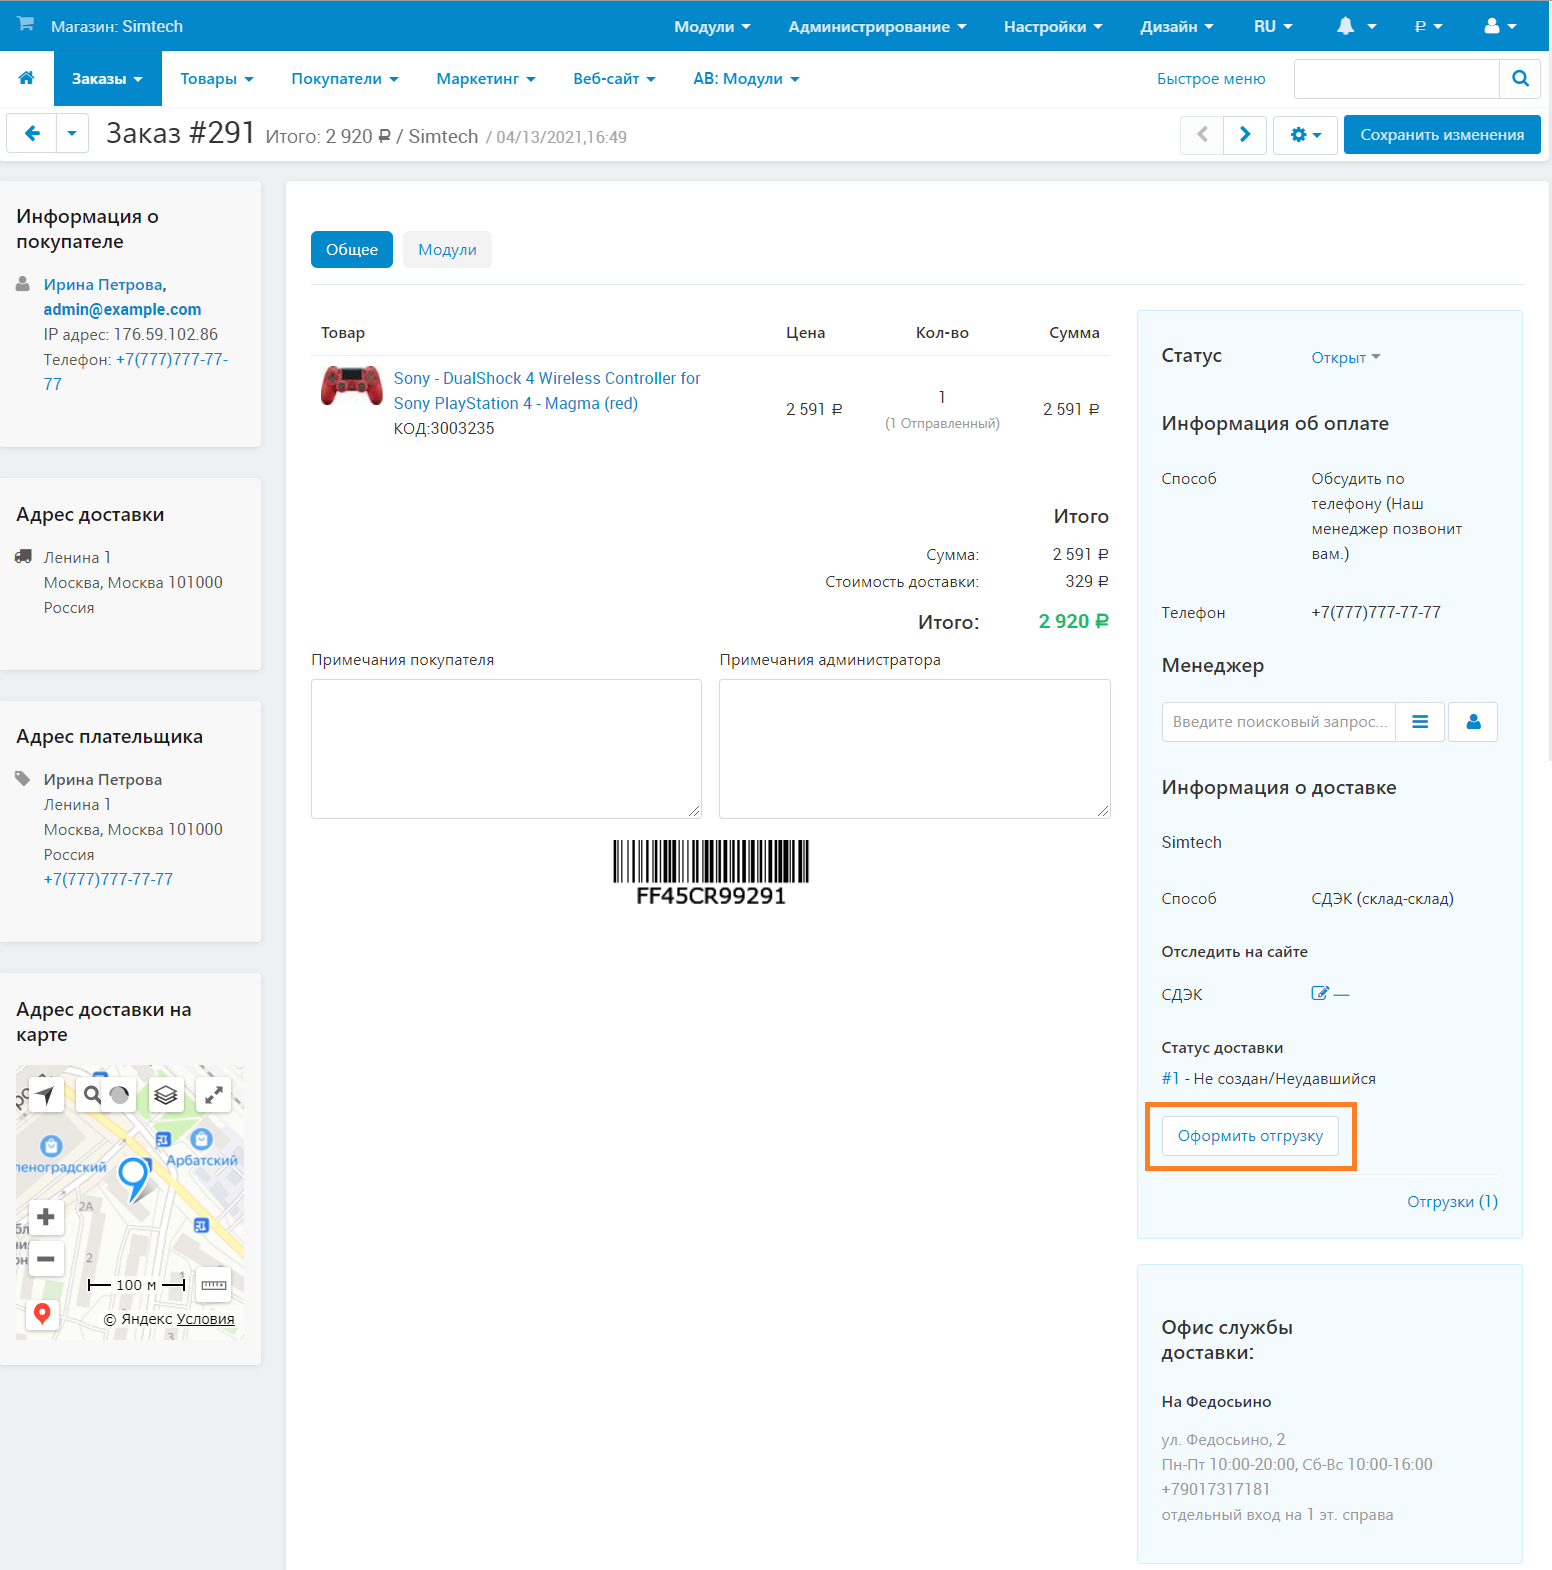 Магазин: Simtech
Модули
Администрирование
Настройки
Дизайн
RU
₽
Заказы
Товары
Покупатели
Маркетинг
Веб-сайт
AB: Модули
Быстрое меню
Заказ #291 Итого: 2 920 ₽ / Simtech / 04/13/2021,16:49
Сохранить изменения
Информация о
покупателе
Ирина Петрова,
admin@example.com
IP адрес: 176.59.102.86
Телефон: +7(777)777-77-
77
Адрес доставки
Ленина 1
Москва, Москва 101000
Россия
Адрес плательщика
Ирина Петрова
Ленина 1
Москва, Москва 101000
Россия
+7(777)777-77-77
Адрес доставки на
карте
леноградский
Арбатский
2А
2
100 м
© Яндекс Условия
3
Общее
Модули
Товар
Цена
Кол-во
Сумма
Sony - DualShock 4 Wireless Controller for
Sony PlayStation 4 - Magma (red)
КОД:3003235
2 591 ₽
1
(1 Отправленный)
2 591 ₽
Итого
Сумма: 2 591 ₽
Стоимость доставки: 329 ₽
Итого: 2 920 ₽
Примечания покупателя
Примечания администратора
FF45CR99291
Статус
Открыт
Информация об оплате
Способ
Обсудить по
телефону (Наш
менеджер позвонит
вам.)
Телефон
+7(777)777-77-77
Менеджер
Введите поисковый запрос...
Информация о доставке
Simtech
Способ
СДЭК (склад-склад)
Отследить на сайте
СДЭК
—
Статус доставки
#1 - Не создан/Неудавшийся
Оформить отгрузку
Отгрузки (1)
Офис службы
доставки:
На Федосьино
ул. Федосьино, 2
Пн-Пт 10:00-20:00, Сб-Вс 10:00-16:00
+79017317181
отдельный вход на 1 эт. справа